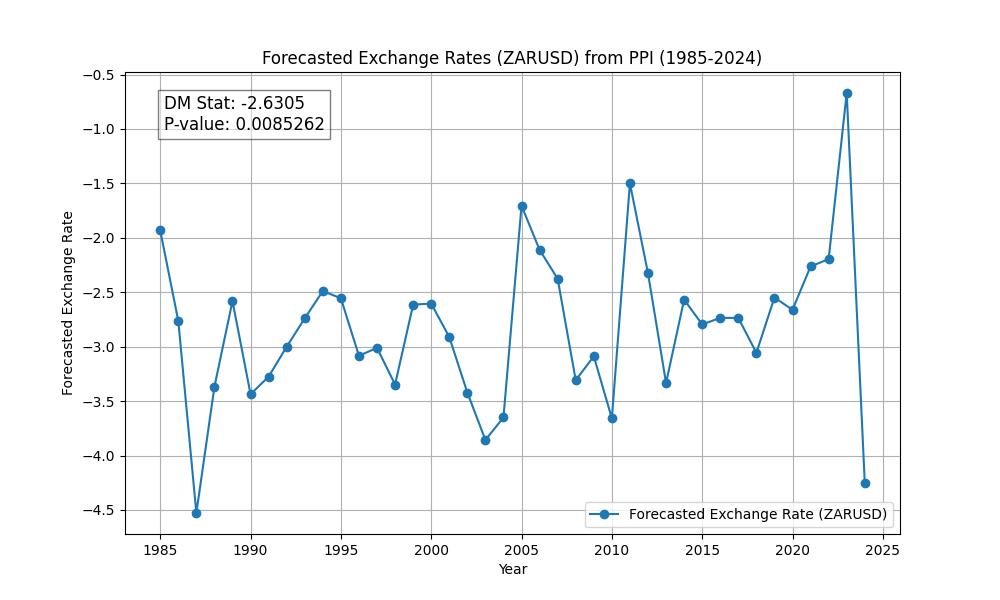 Forecasted Exchange Rates (ZARUSD) from PPI (1985-2024)
DM Stat: -2.6305
P-value: 0.0085262
−0.5
−1.0
−1.5
−2.0
−2.5
−3.0
−3.5
−4.0
−4.5
Forecasted Exchange Rate
Forecasted Exchange Rate (ZARUSD)
1985 1990 1995 2000 2005 2010 2015 2020 2025
Year